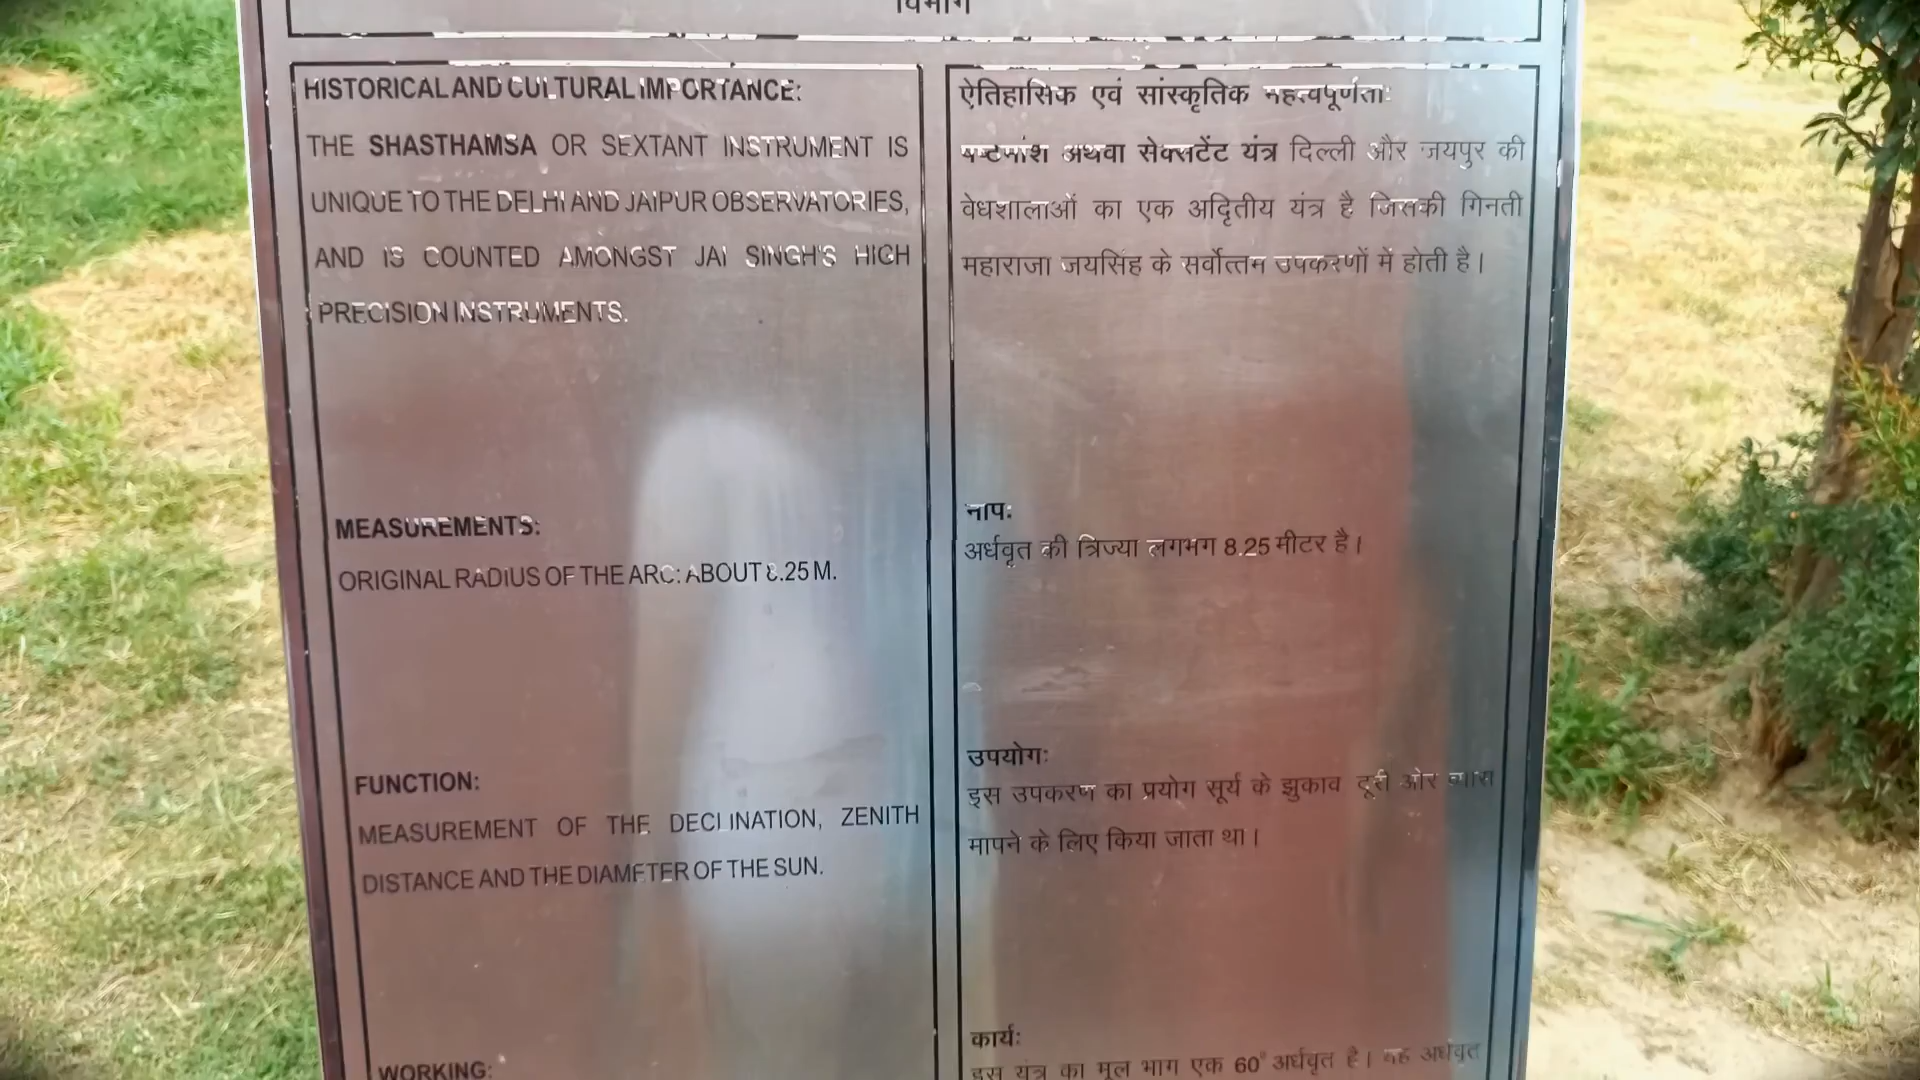 विभाग
HISTORICAL AND CULTURAL IMPORTANCE:
THE SHASTHAMSA OR SEXTANT INSTRUMENT IS
UNIQUE TO THE DELHI AND JAIPUR OBSERVATORIES,
AND IS COUNTED AMONGST JAI SINGH'S HIGH
PRECISION INSTRUMENTS.
MEASUREMENTS:
ORIGINAL RADIUS OF THE ARC: ABOUT 8.25 M.
FUNCTION:
MEASUREMENT OF THE DECLINATION, ZENITH
DISTANCE AND THE DIAMETER OF THE SUN.
WORKING:
ऐतिहासिक एवं सांस्कृतिक महत्वपूर्णताः
अथवा सेक्सटेंट यंत्र दिल्ली और जयपुर की
वेधशालाओं का एक अद्वितीय यंत्र है जिसकी गिनती
महाराजा जयसिंह के सर्वोत्तम उपकरणों में होती है।
नापः
अर्धवृत की त्रिज्या लगभग 8.25 मीटर है।
उपयोगः
इस उपकरण का प्रयोग सूर्य के झुकाव दूरी और व्यास
मापने के लिए किया जाता था।
कार्यः
इस यंत्र का मूल भाग एक 60° अर्धवृत है। यह अर्धवृत